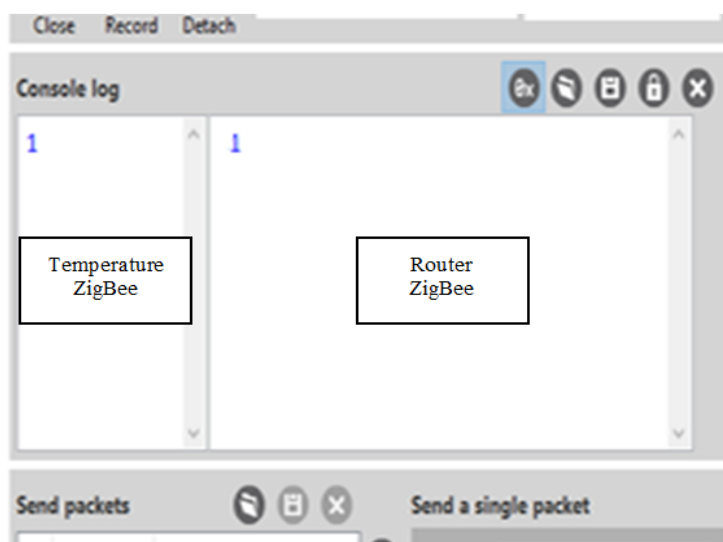 Close Record Detach
Console log
1 1
Temperature
ZigBee
Router
ZigBee
Send packets
Send a single packet